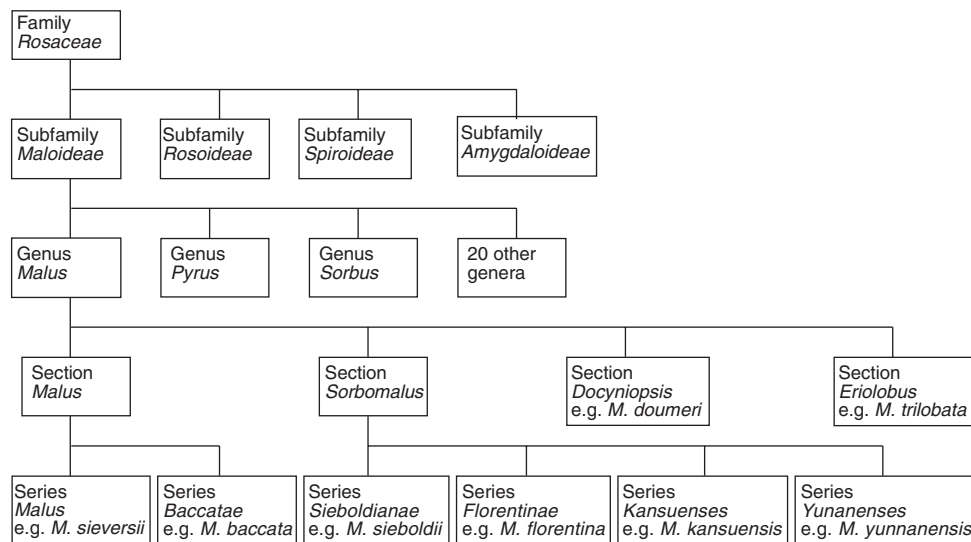 Family
Rosaceae
Subfamily
Maloideae
Subfamily
Rosoideae
Subfamily
Spiroideae
Subfamily
Amygdaloideae
Genus
Malus
Genus
Pyrus
Genus
Sorbus
20 other
genera
Section
Malus
Section
Sorbomalus
Section
Docyniopsis
e.g. M. doumeri
Section
Eriolobus
e.g. M. trilobata
Series
Malus
e.g. M. sieversii
Series
Baccatae
e.g. M. baccata
Series
Sieboldianae
e.g. M. sieboldii
Series
Florentinae
e.g. M. florentina
Series
Kansuenses
e.g. M. kansuensis
Series
Yunanenses
e.g. M. yunnanensis